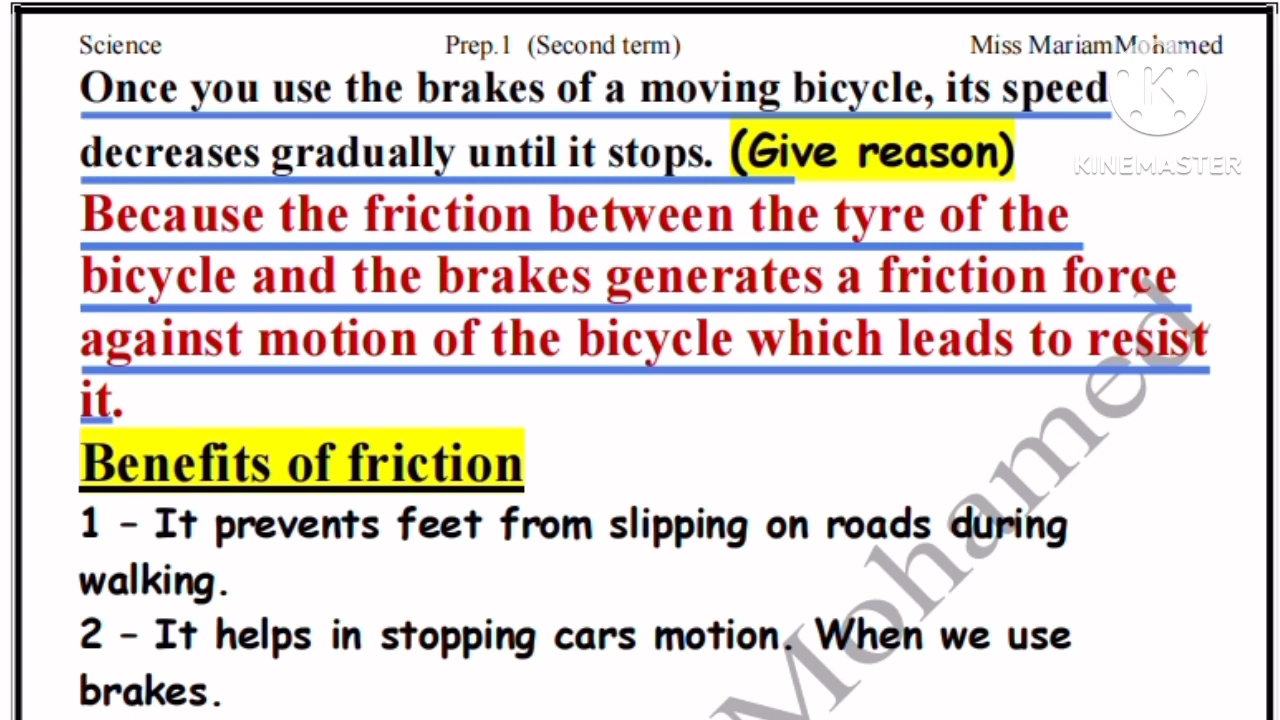 Science Prep.1 (Second term) Miss MariamMohamed
Once you use the brakes of a moving bicycle, its speed
K
decreases gradually until it stops. (Give reason)
KINEMASTER
Because the friction between the tyre of the
bicycle and the brakes generates a friction force
against motion of the bicycle which leads to resist
it.
Benefits of friction
1 – It prevents feet from slipping on roads during
walking.
2 – It helps in stopping cars motion. When we use
brakes.
Mohamed